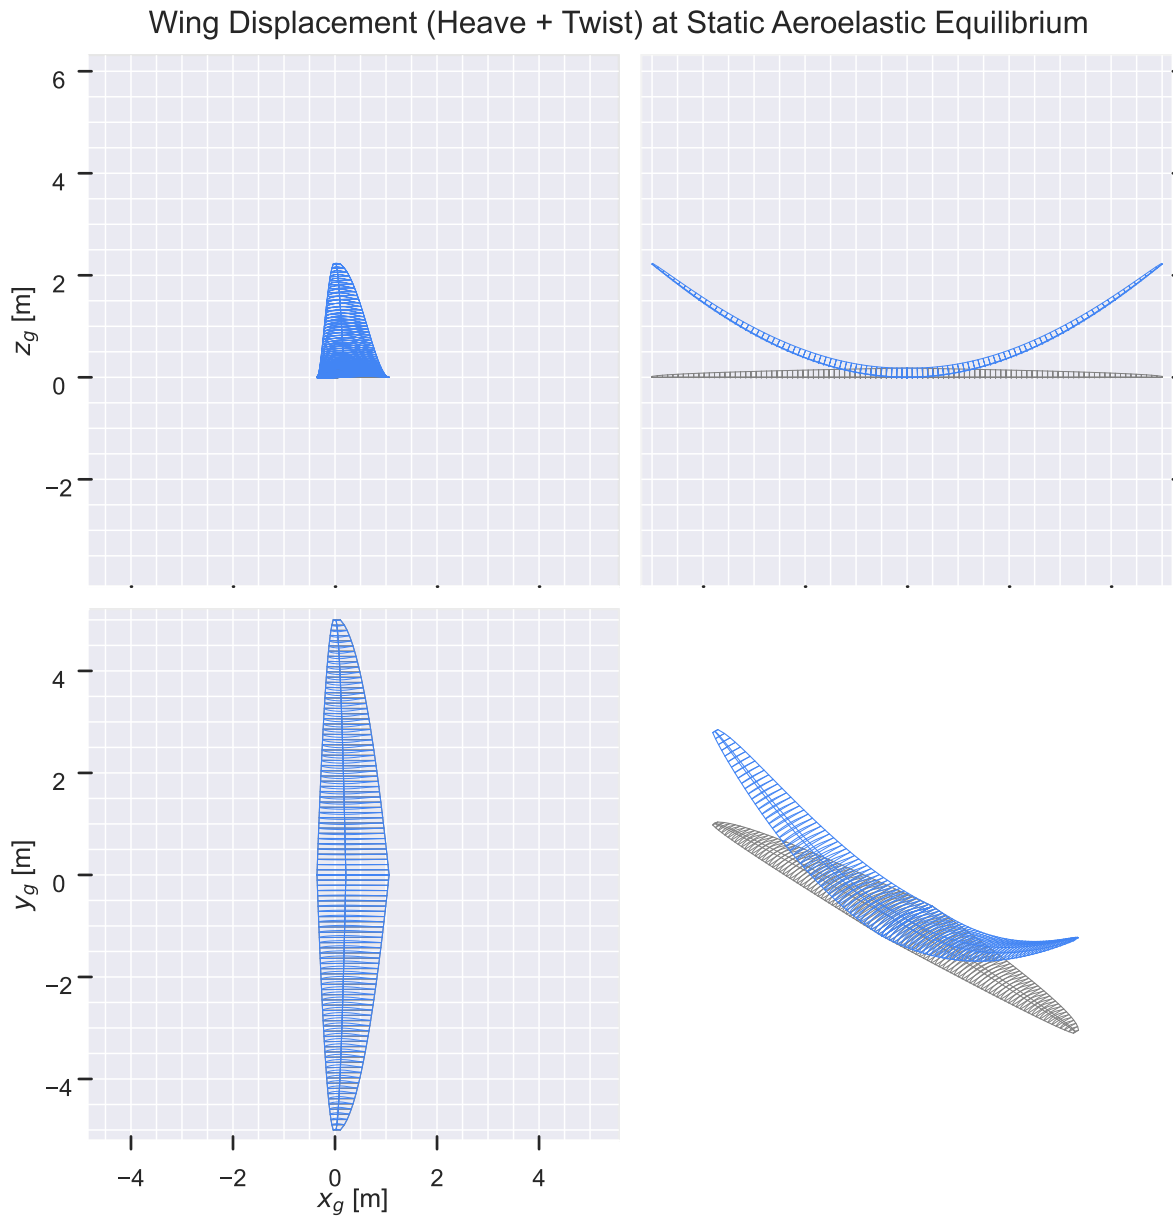 Wing Displacement (Heave + Twist) at Static Aeroelastic Equilibrium
6
4
2
0
−2
z_g [m]
4
2
0
−2
−4
y_g [m]
−4 −2 0 2 4
x_g [m]